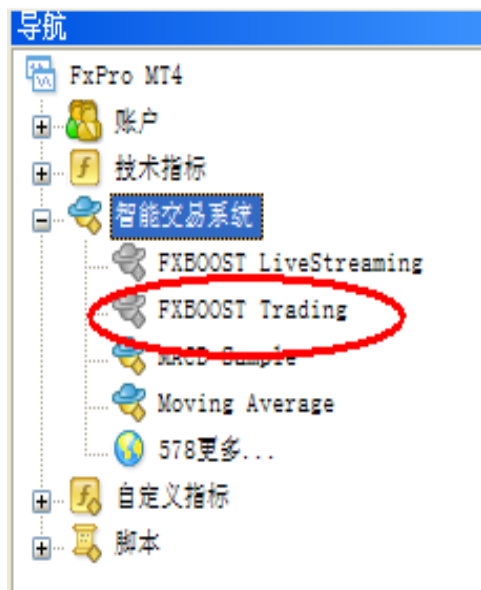 导航
FxPro MT4
账户
技术指标
智能交易系统
FXBOOST LiveStreaming
FXBOOST Trading
MACD Sample
Moving Average
578更多...
自定义指标
脚本